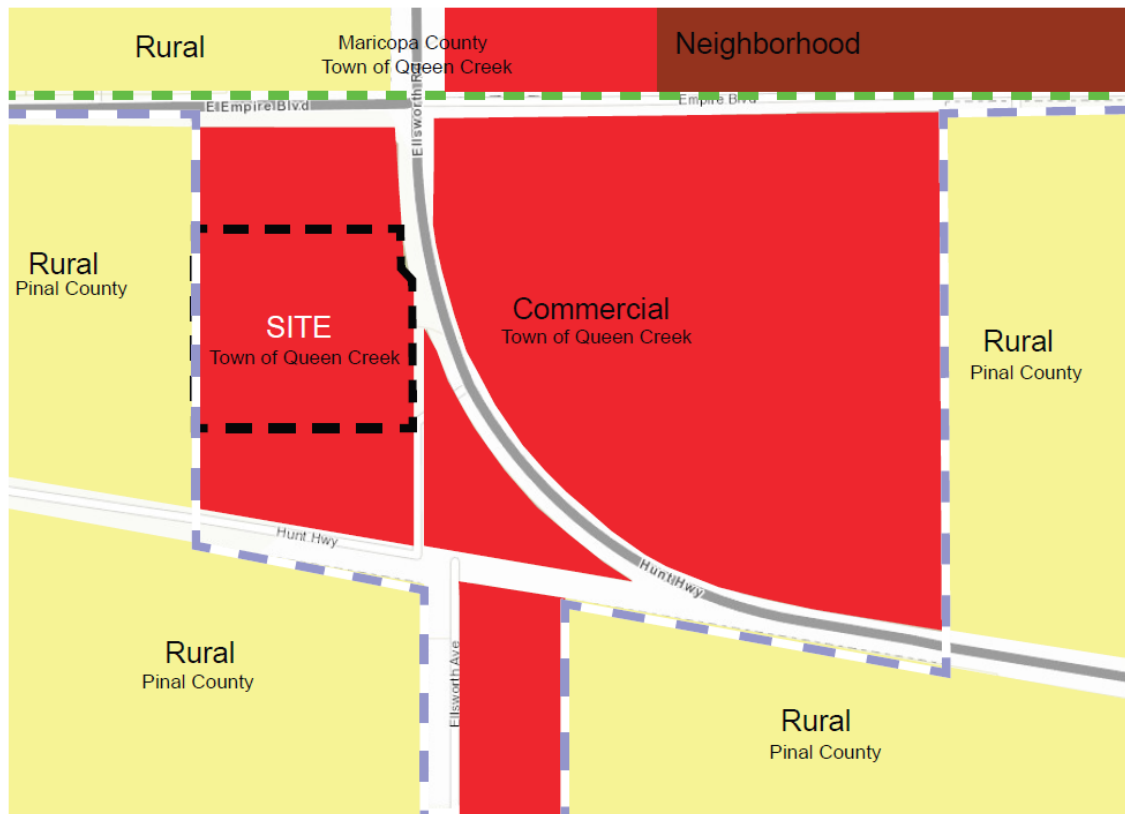 Rural
Maricopa County
Town of Queen Creek
Neighborhood
E Empire Blvd
Empire Blvd
Ellsworth Rd
Rural
Pinal County
SITE
Town of Queen Creek
Commercial
Town of Queen Creek
Rural
Pinal County
Hunt Hwy
Hunt Hwy
Rural
Pinal County
Ellsworth Ave
Rural
Pinal County